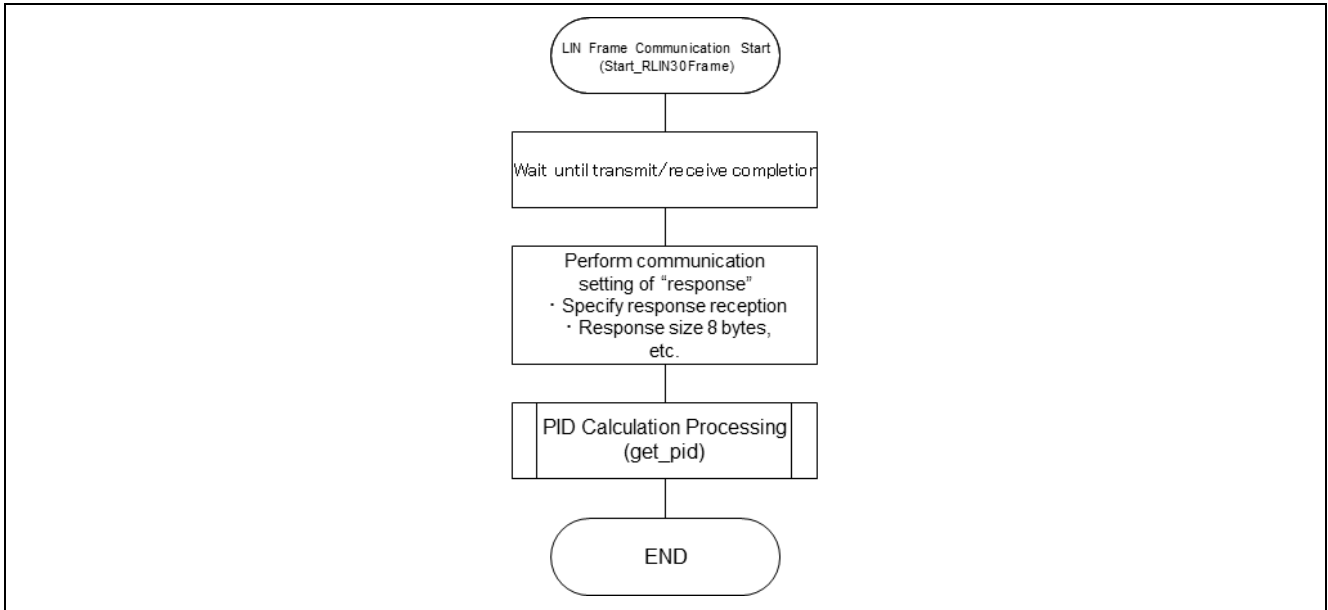 LIN Frame Communication Start
(Start_RLIN30Frame)
Wait until transmit/receive completion
Perform communication
setting of “response”
・Specify response reception
・Response size 8 bytes,
etc.
PID Calculation Processing
(get_pid)
END